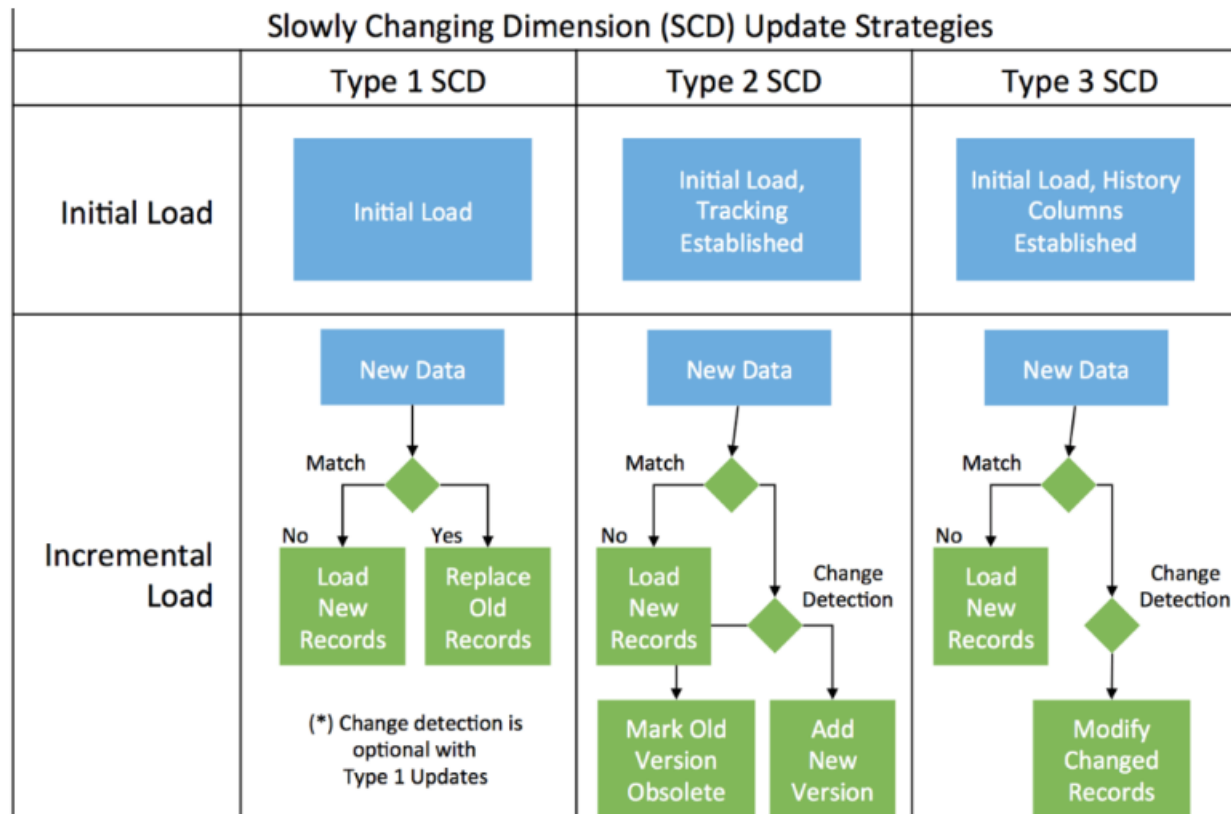 Slowly Changing Dimension (SCD) Update Strategies
Type 1 SCD
Type 2 SCD
Type 3 SCD
Initial Load
Initial Load
Initial Load,
Tracking
Established
Initial Load, History
Columns
Established
Incremental
Load
New Data
Match
No
Yes
Load
New
Records
Replace
Old
Records
(*) Change detection is
optional with
Type 1 Updates
New Data
Match
No
Load
New
Records
Change
Detection
Mark Old
Version
Obsolete
Add
New
Version
New Data
Match
No
Load
New
Records
Change
Detection
Modify
Changed
Records